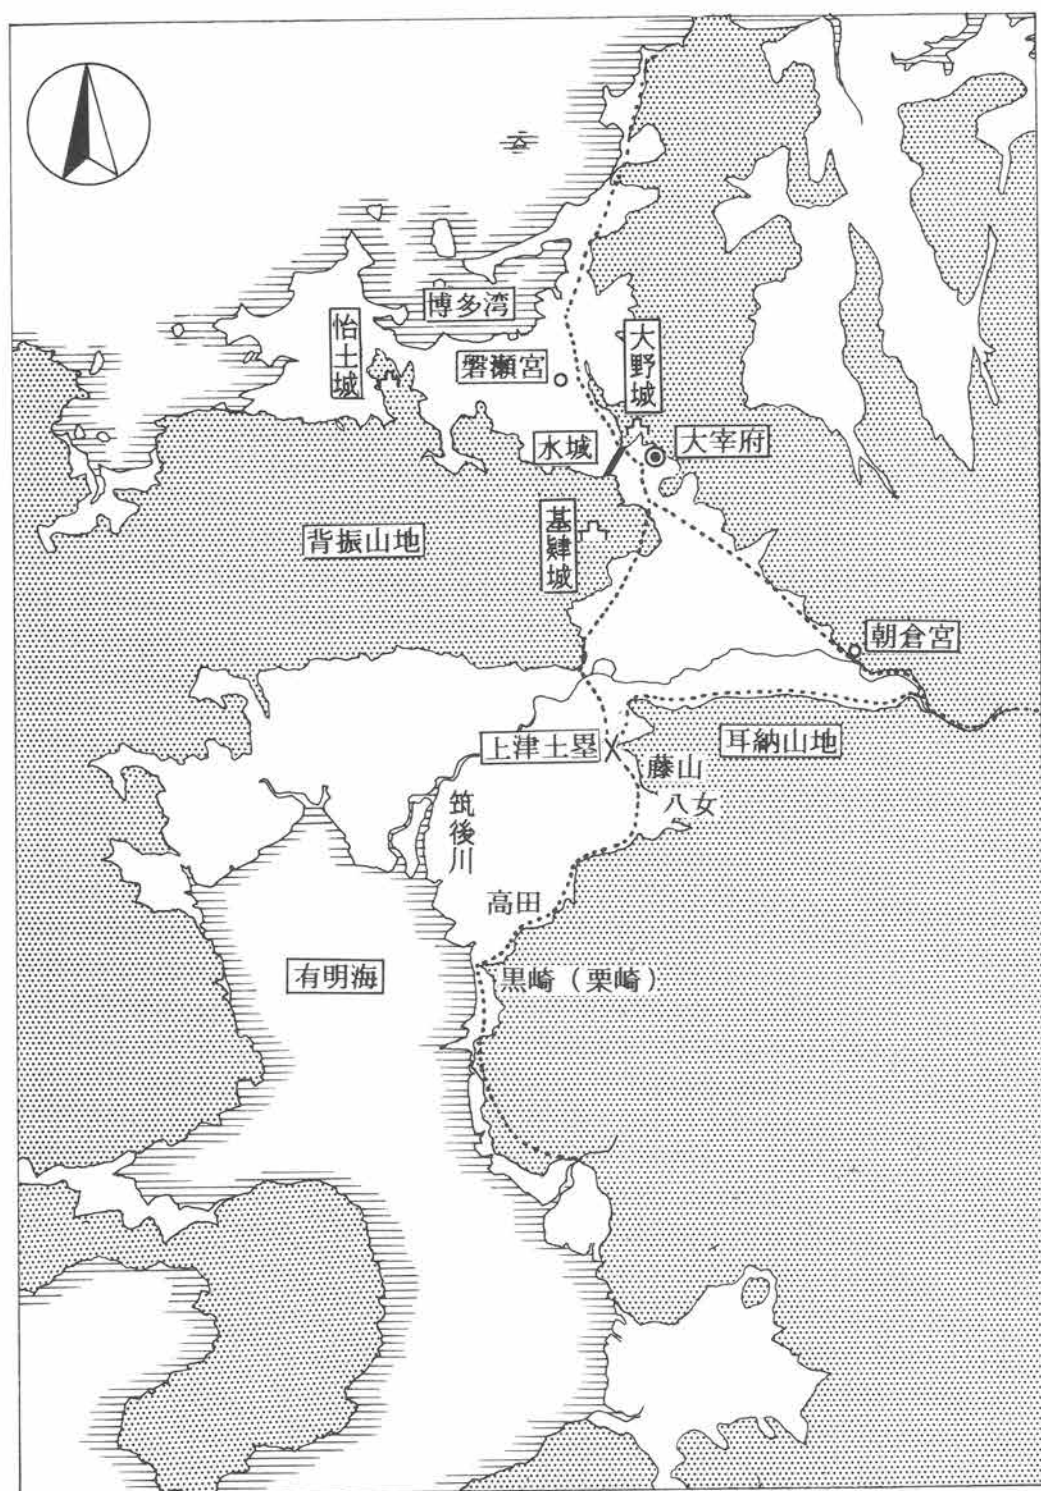 博多湾
怡土城
磐瀬宮
大野城
水城
大宰府
基肄城
背振山地
朝倉宮
上津土塁
耳納山地
藤山
八女
筑後川
高田
有明海
黒崎（栗崎）